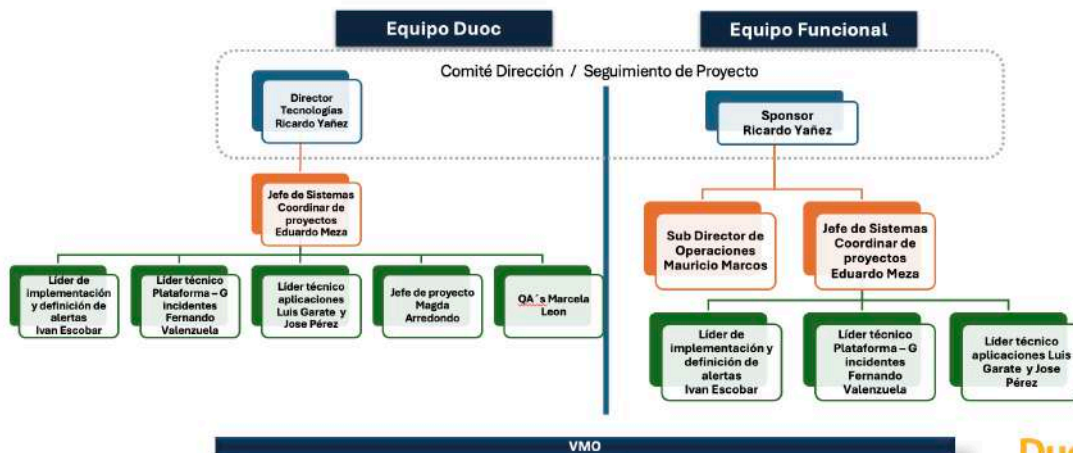 Equipo Duoc
Equipo Funcional
Comité Dirección / Seguimiento de Proyecto
Director
Tecnologías
Ricardo Yañez
Sponsor
Ricardo Yañez
Jefe de Sistemas
Coordinar de
proyectos
Eduardo Meza
Sub Director de
Operaciones
Mauricio Marcos
Jefe de Sistemas
Coordinar de
proyectos
Eduardo Meza
Líder de
implementación
y definición de
alertas
Ivan Escobar
Líder técnico
Plataforma – G
incidentes
Fernando
Valenzuela
Líder técnico
aplicaciones
Luis Garate y
Jose Pérez
Jefe de proyecto
Magda
Arredondo
QA´s Marcela
Leon
Líder de
implementación y
definición de
alertas
Ivan Escobar
Líder técnico
Plataforma – G
incidentes
Fernando
Valenzuela
Líder técnico
aplicaciones Luis
Garate y Jose
Pérez
VMO